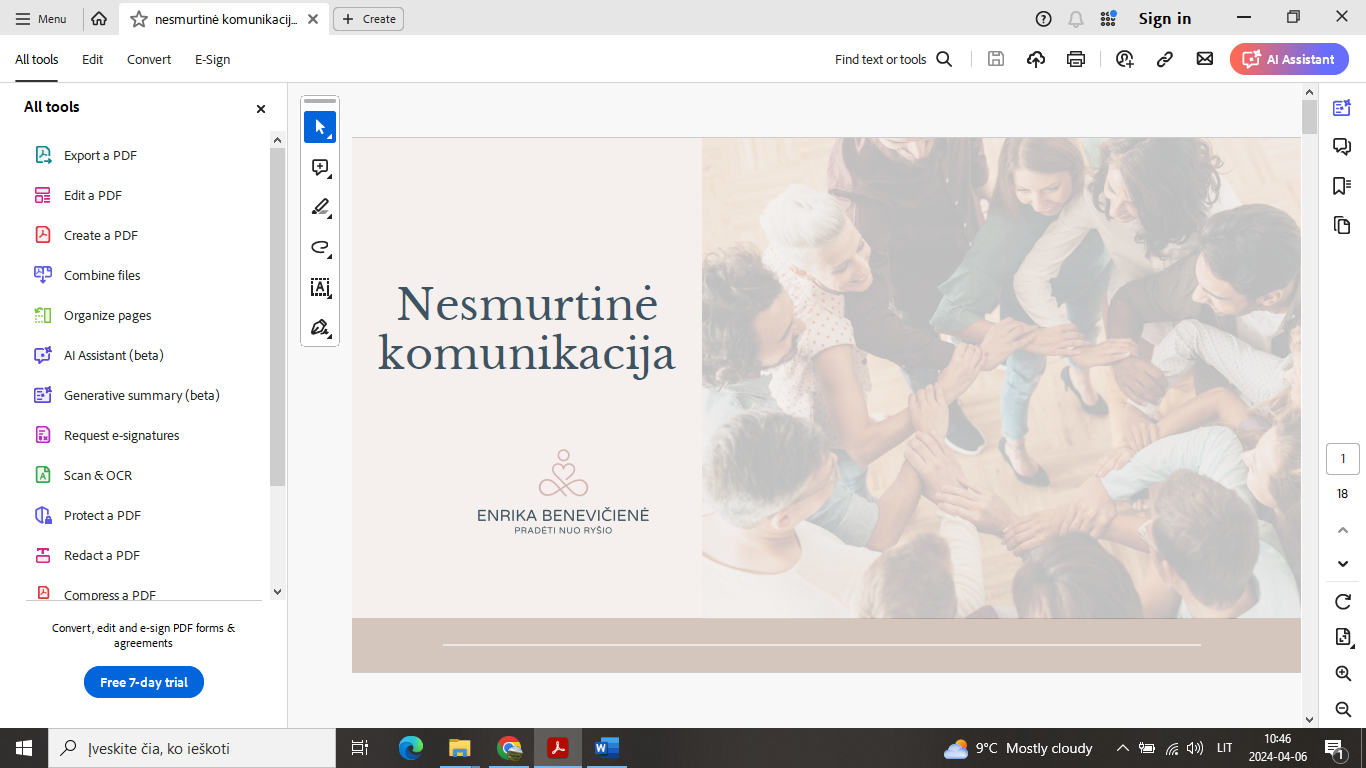 Menu
nesmurtinė komunikacij...
Create
Sign in
All tools
Edit
Convert
E-Sign
Find text or tools
AI Assistant
All tools
Export a PDF
Edit a PDF
Create a PDF
Combine files
Organize pages
AI Assistant (beta)
Generative summary (beta)
Request e-signatures
Scan & OCR
Protect a PDF
Redact a PDF
Compress a PDF
Convert, edit and e-sign PDF forms &
agreements
Free 7-day trial
Nesmurtinė
komunikacija
ENRIKA BENEVIČIENĖ
PRADĖTI NUO RYŠIO
1
18
Įveskite čia, ko ieškoti
9°C Mostly cloudy
LIT
10:46
2024-04-06
1